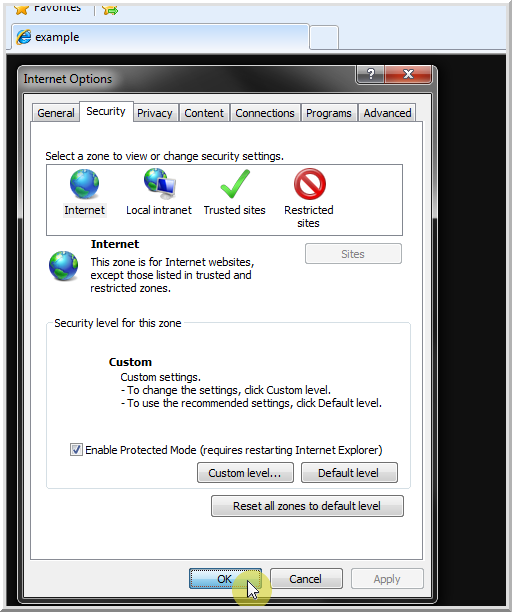 Favorites
example
Internet Options
General Security Privacy Content Connections Programs Advanced
Select a zone to view or change security settings.
Internet Local intranet Trusted sites Restricted
sites
Internet
Sites
This zone is for Internet websites,
except those listed in trusted and
restricted zones.
Security level for this zone
Custom
Custom settings.
- To change the settings, click Custom level.
- To use the recommended settings, click Default level.
Enable Protected Mode (requires restarting Internet Explorer)
Custom level... Default level
Reset all zones to default level
OK Cancel Apply